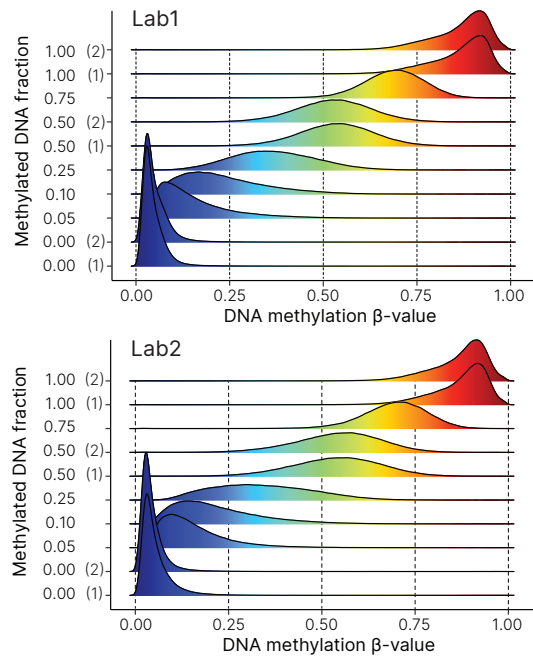 Lab1
Methylated DNA fraction
1.00 (2)
1.00 (1)
0.75
0.50 (2)
0.50 (1)
0.25
0.10
0.05
0.00 (2)
0.00 (1)
0.00 0.25 0.50 0.75 1.00
DNA methylation β-value
Lab2
Methylated DNA fraction
1.00 (2)
1.00 (1)
0.75
0.50 (2)
0.50 (1)
0.25
0.10
0.05
0.00 (2)
0.00 (1)
0.00 0.25 0.50 0.75 1.00
DNA methylation β-value